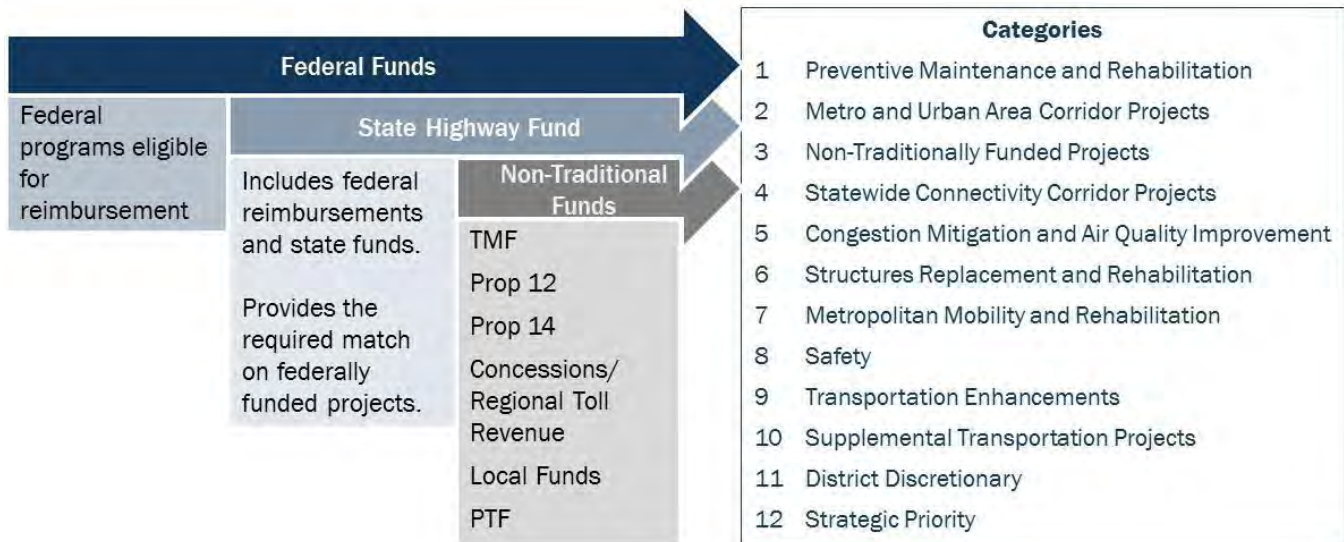 Federal Funds
Federal
programs eligible
for
reimbursement
State Highway Fund
Includes federal
reimbursements
and state funds.
Provides the
required match
on federally
funded projects.
Non-Traditional
Funds
TMF
Prop 12
Prop 14
Concessions/
Regional Toll
Revenue
Local Funds
PTF
Categories
1 Preventive Maintenance and Rehabilitation
2 Metro and Urban Area Corridor Projects
3 Non-Traditionally Funded Projects
4 Statewide Connectivity Corridor Projects
5 Congestion Mitigation and Air Quality Improvement
6 Structures Replacement and Rehabilitation
7 Metropolitan Mobility and Rehabilitation
8 Safety
9 Transportation Enhancements
10 Supplemental Transportation Projects
11 District Discretionary
12 Strategic Priority